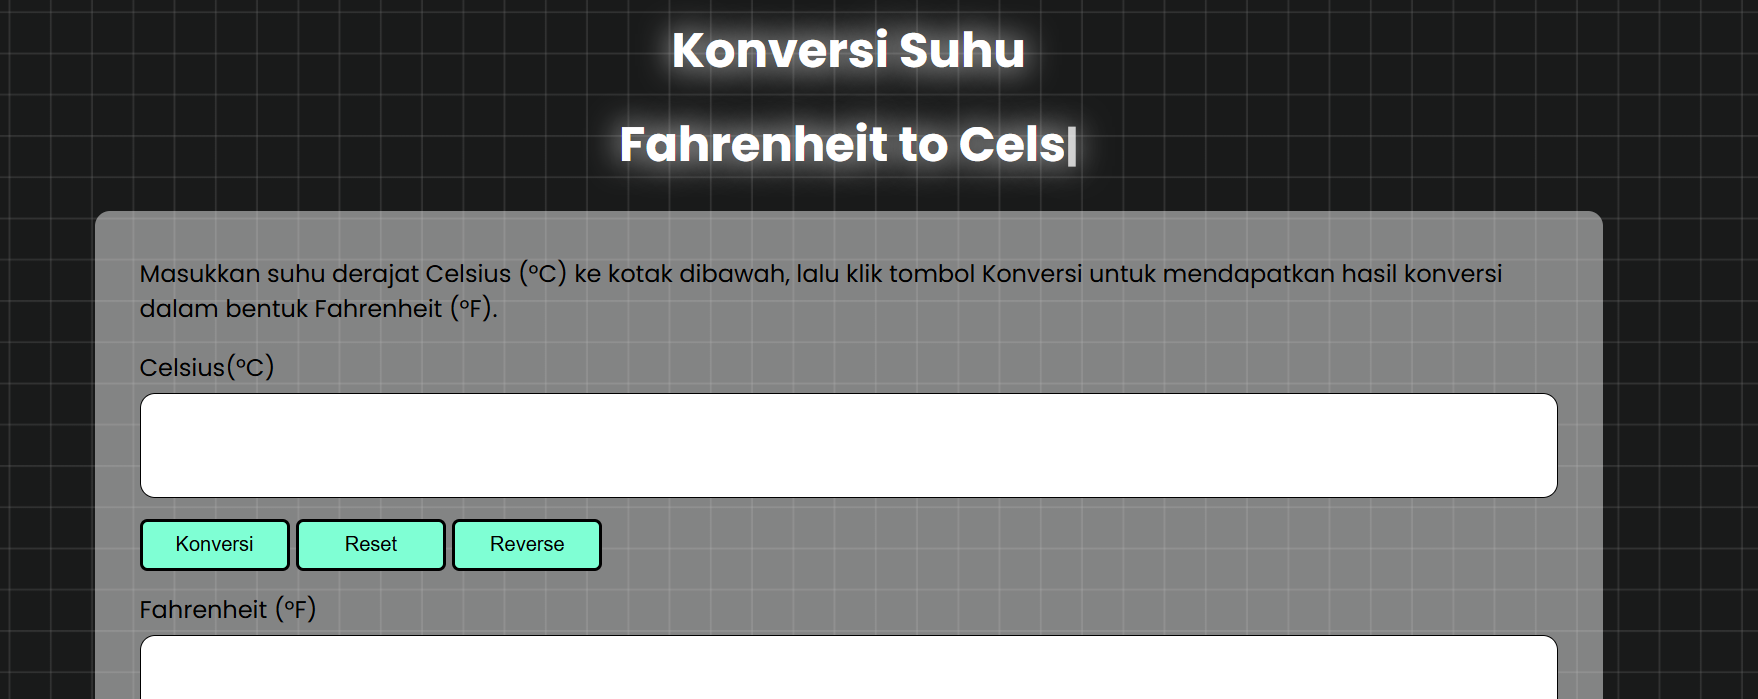 Konversi Suhu
Fahrenheit to Cels|
Masukkan suhu derajat Celsius (°C) ke kotak dibawah, lalu klik tombol Konversi untuk mendapatkan hasil konversi
dalam bentuk Fahrenheit (°F).
Celsius(°C)
Konversi Reset Reverse
Fahrenheit (°F)